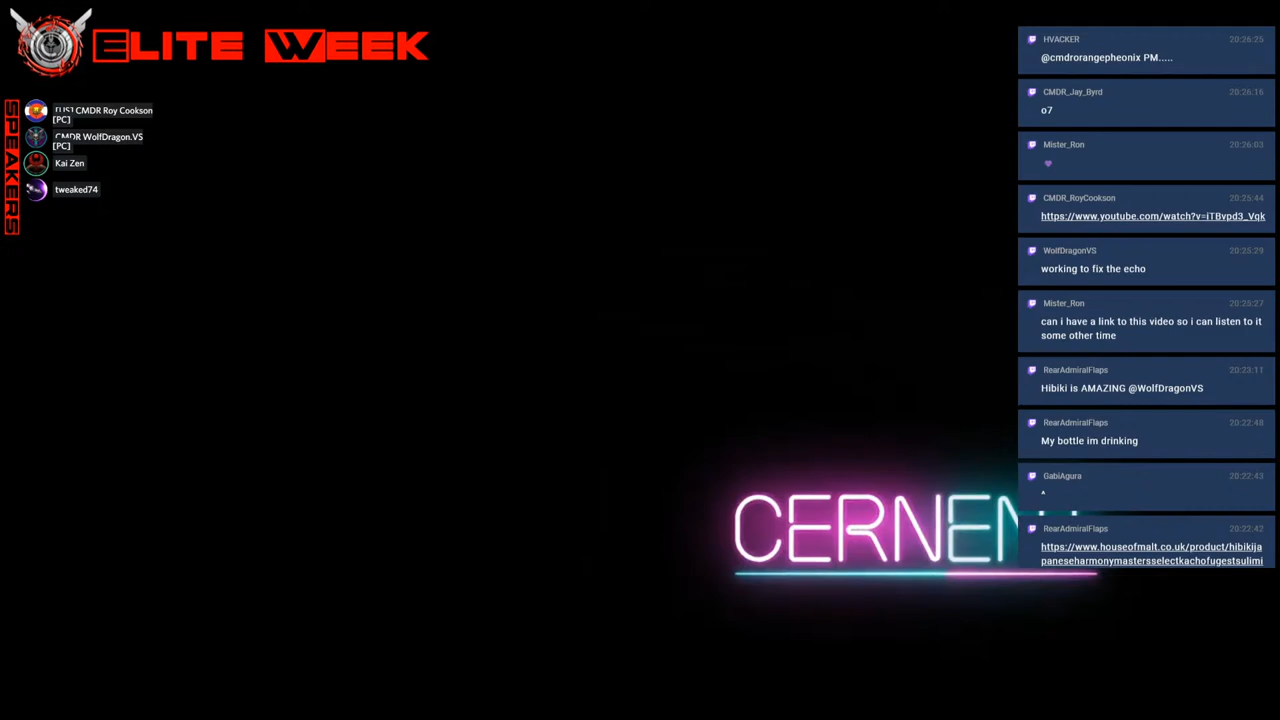 ELITE WEEK
SPEAKERS
[US] CMDR Roy Cookson
[PC]
CMDR WolfDragon.VS
[PC]
Kai Zen
tweaked74
HVACKER 20:26:25
@cmdrorangepheonix PM.....
CMDR_Jay_Byrd 20:26:16
o7
Mister_Ron 20:26:03
CMDR_RoyCookson 20:25:44
https://www.youtube.com/watch?v=iTBvpd3_Vqk
WolfDragonVS 20:25:29
working to fix the echo
Mister_Ron 20:25:27
can i have a link to this video so i can listen to it
some other time
RearAdmiralFlaps 20:23:11
Hibiki is AMAZING @WolfDragonVS
RearAdmiralFlaps 20:22:48
My bottle im drinking
GabiAgura 20:22:43
^
RearAdmiralFlaps 20:22:42
https://www.houseofmalt.co.uk/product/hibikija
paneseharmonymastersselectkachofugestsulimi
CERNEN